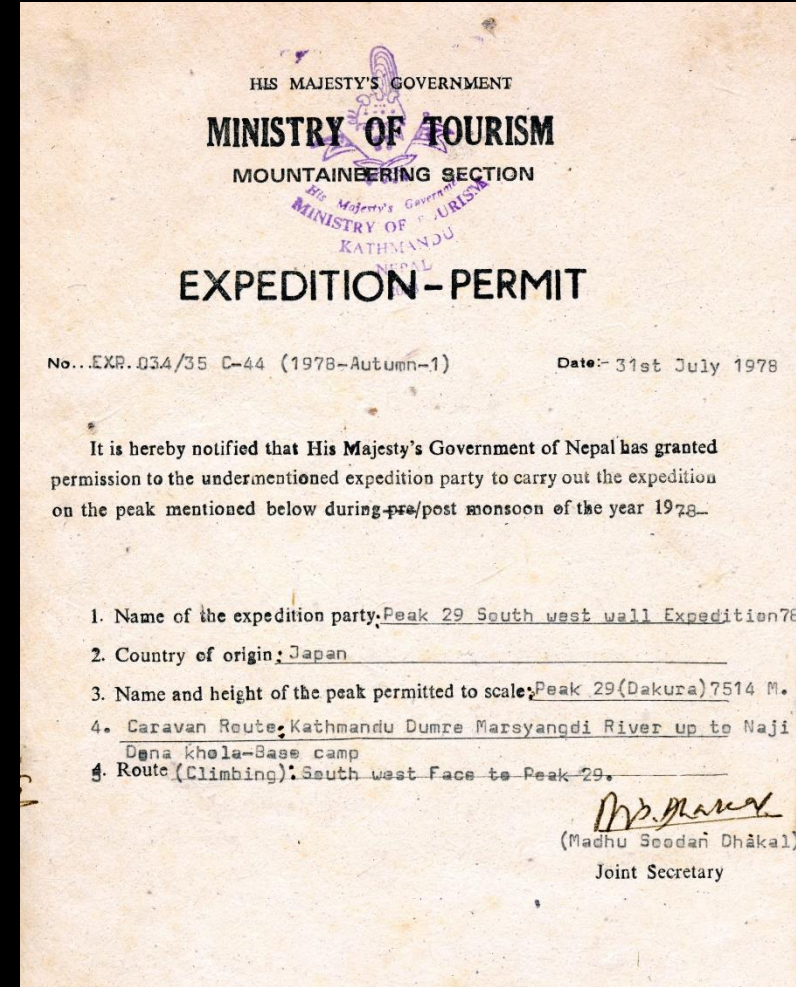 HIS MAJESTY'S GOVERNMENT
MINISTRY OF TOURISM
MOUNTAINEERING SECTION
His Majesty's Government
MINISTRY OF TOURISM
KATHMANDU
NEPAL
EXPEDITION-PERMIT
No...EXP..034/35 C-44 (1978-Autumn-1) Date:- 31st July 1978
It is hereby notified that His Majesty's Government of Nepal has granted
permission to the undermentioned expedition party to carry out the expedition
on the peak mentioned below during pre/post monsoon of the year 1978-
1. Name of the expedition party: Peak 29 South west wall Expedition78
2. Country of origin: Japan
3. Name and height of the peak permitted to scale: Peak 29(Dakura)7514 M.
4. Caravan Route: Kathmandu Dumre Marsyangdi River up to Naji
Dona khola-Base camp
5. Route (Climbing): South west Face to Peak 29.
(Madhu Soodan Dhakal)
Joint Secretary